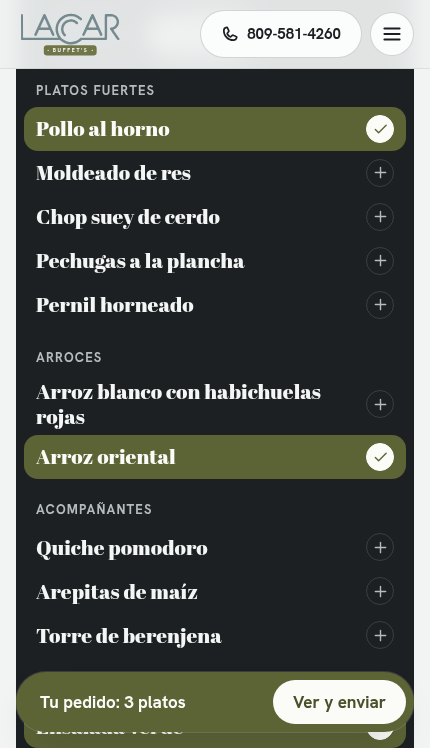 LACAR
BUFFET'S
809-581-4260
PLATOS FUERTES
Pollo al horno
Moldeado de res
Chop suey de cerdo
Pechugas a la plancha
Pernil horneado
ARROCES
Arroz blanco con habichuelas
rojas
Arroz oriental
ACOMPAÑANTES
Quiche pomodoro
Arepitas de maíz
Torre de berenjena
Tu pedido: 3 platos
Ver y enviar
Ensalada verde